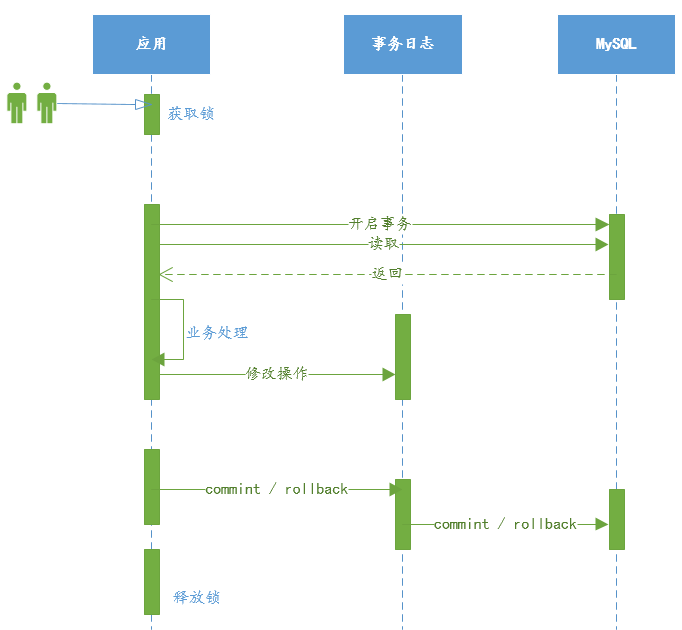 应用
事务日志
MySQL
获取锁
开启事务
读取
返回
业务处理
修改操作
commint / rollback
commint / rollback
释放锁